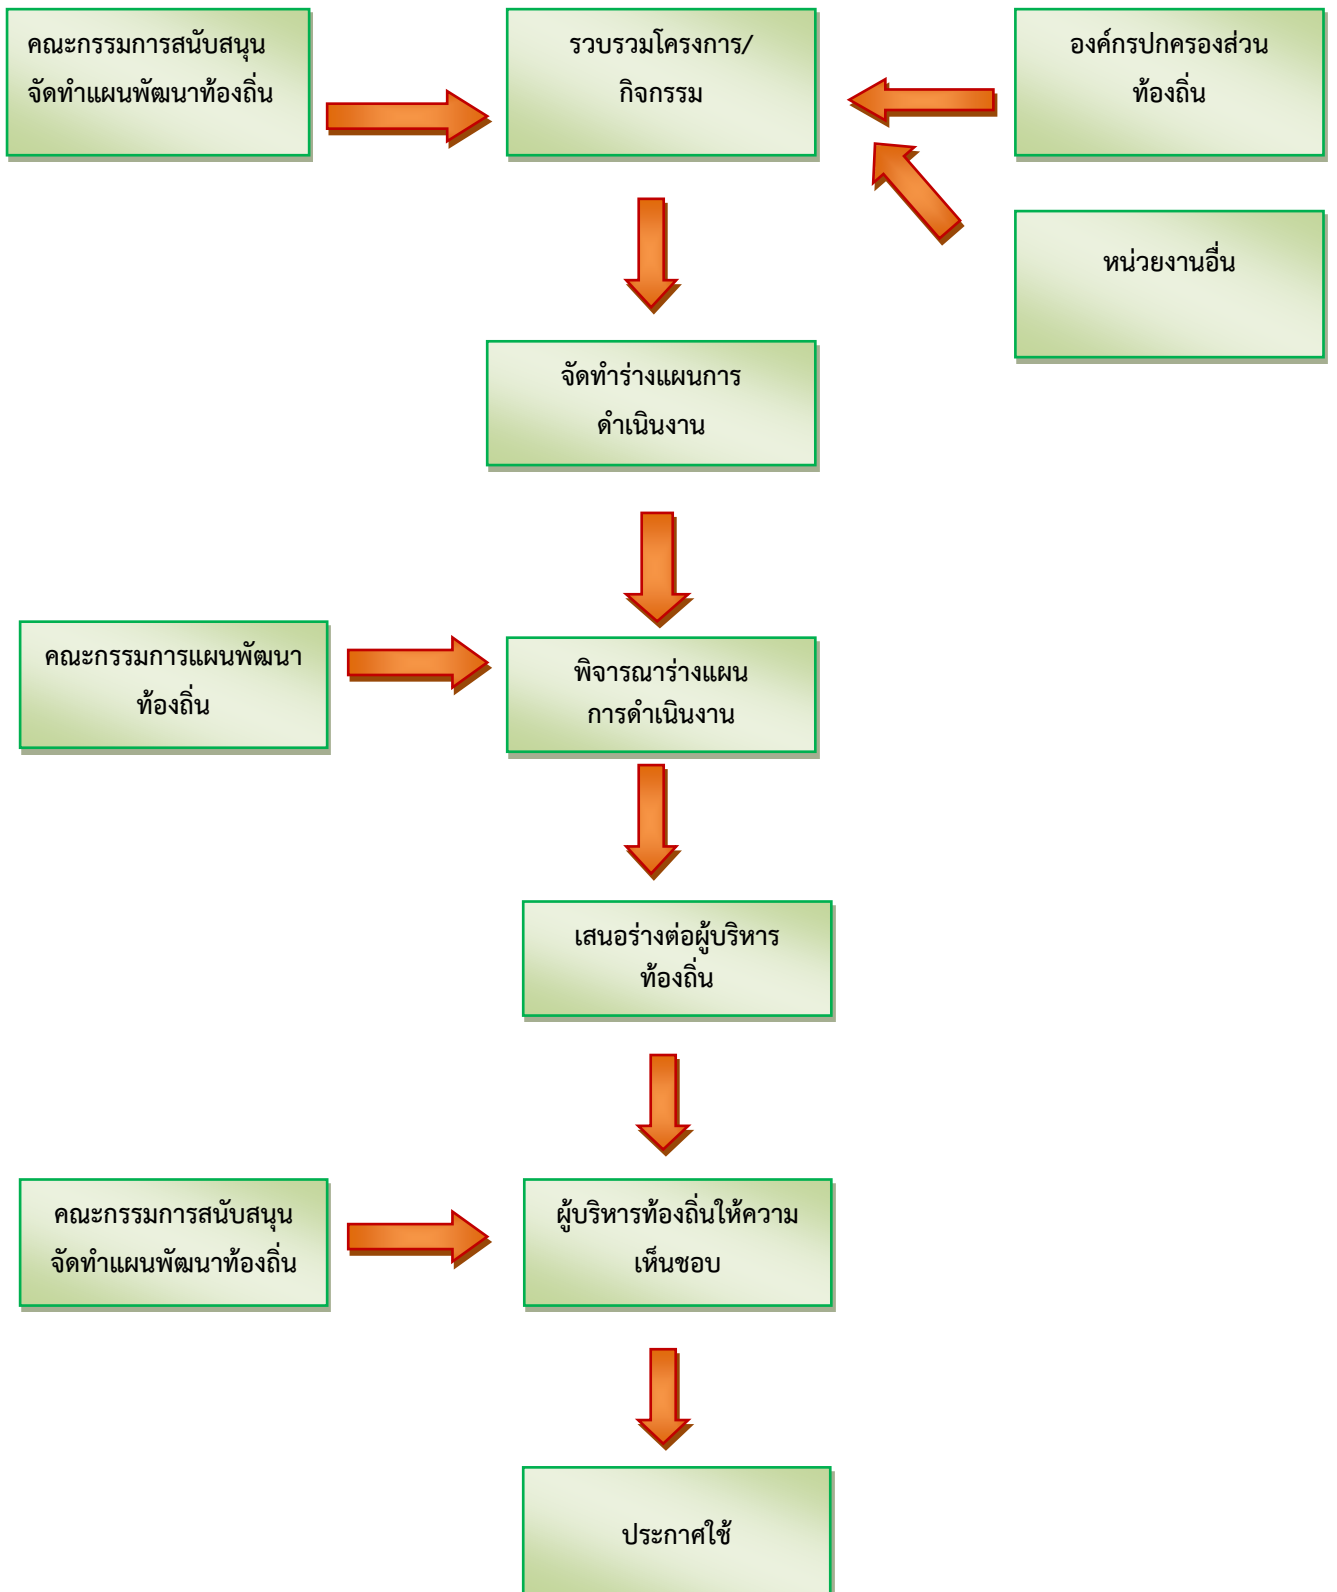 คณะกรรมการสนับสนุน
จัดทำแผนพัฒนาท้องถิ่น
รวบรวมโครงการ/
กิจกรรม
องค์กรปกครองส่วน
ท้องถิ่น
หน่วยงานอื่น
จัดทำร่างแผนการ
ดำเนินงาน
คณะกรรมการแผนพัฒนา
ท้องถิ่น
พิจารณาร่างแผน
การดำเนินงาน
เสนอร่างต่อผู้บริหาร
ท้องถิ่น
คณะกรรมการสนับสนุน
จัดทำแผนพัฒนาท้องถิ่น
ผู้บริหารท้องถิ่นให้ความ
เห็นชอบ
ประกาศใช้